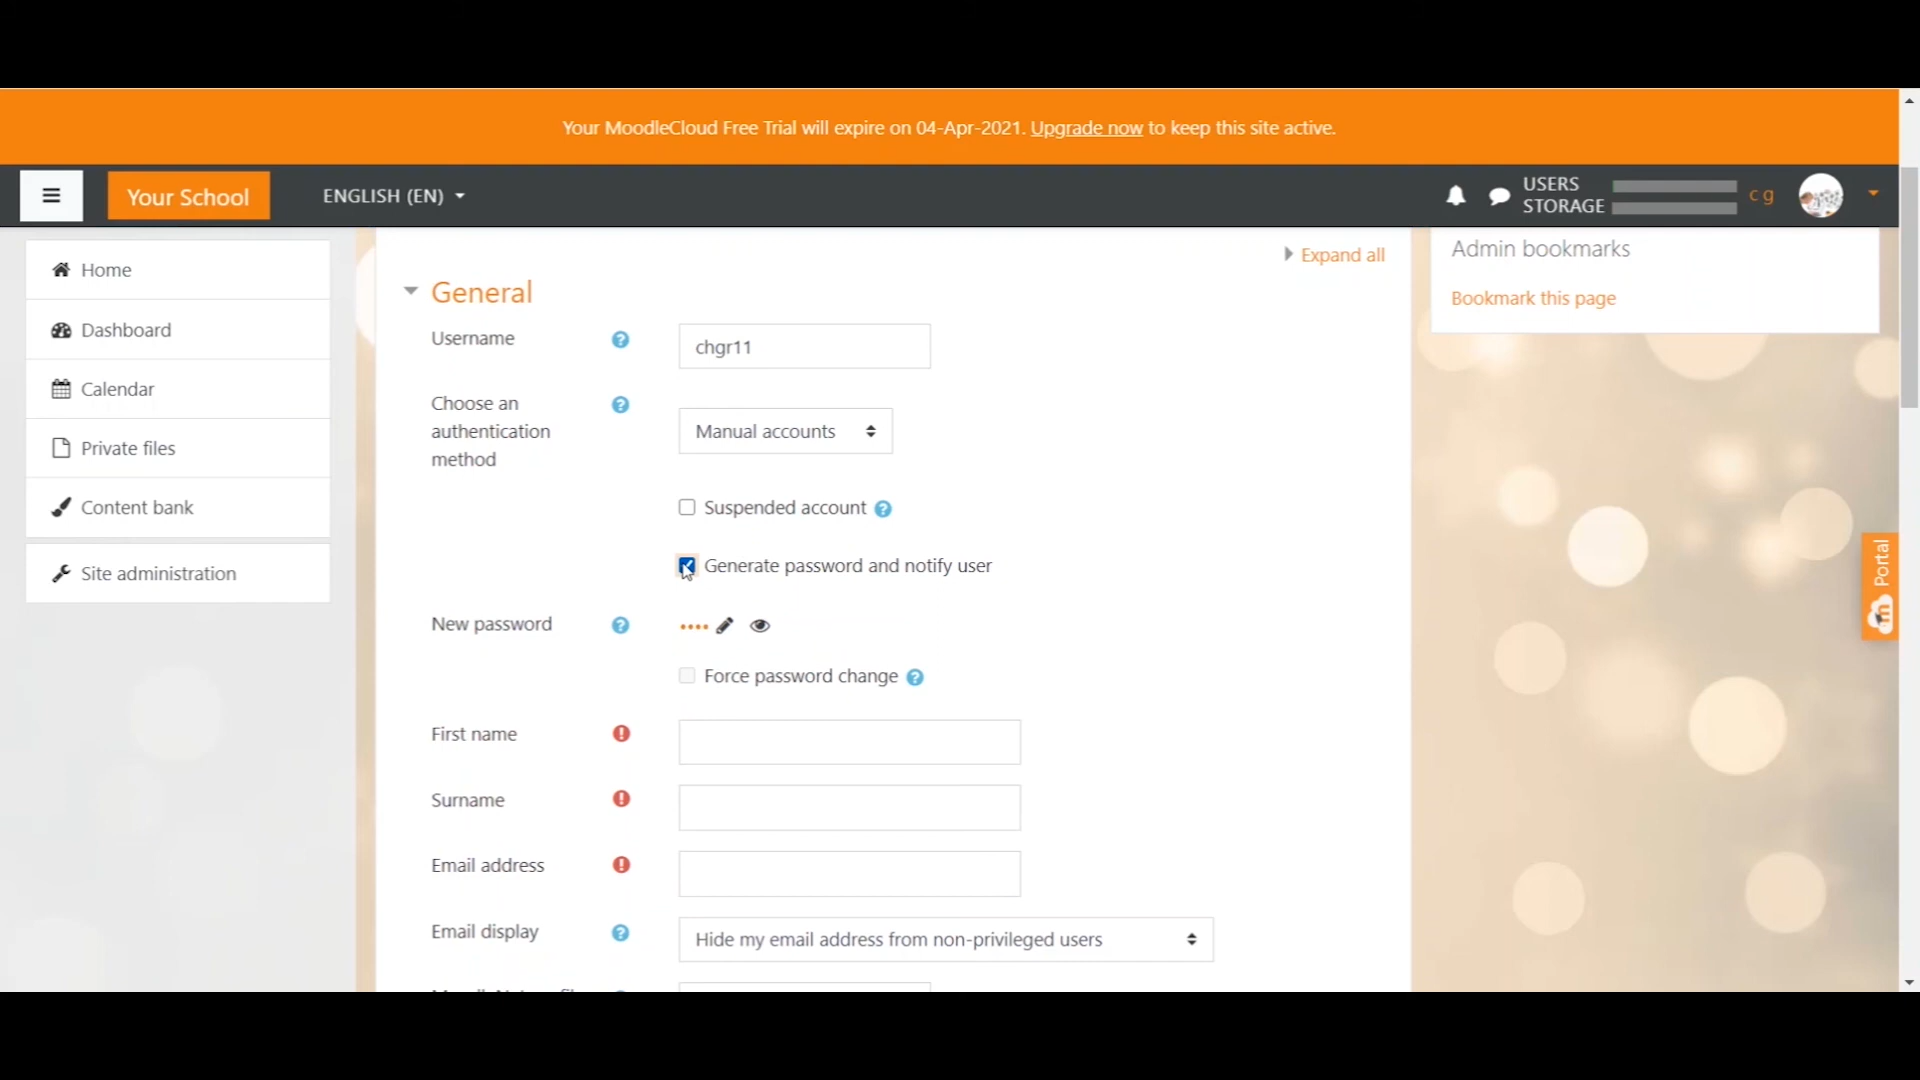 Your MoodleCloud Free Trial will expire on 04-Apr-2021. Upgrade now to keep this site active.
Your School
ENGLISH (EN)
USERS
STORAGE
c g
Home
Dashboard
Calendar
Private files
Content bank
Site administration
Expand all
General
Username
chgr11
Choose an
authentication
method
Manual accounts
Suspended account
Generate password and notify user
New password
Force password change
First name
Surname
Email address
Email display
Hide my email address from non-privileged users
Admin bookmarks
Bookmark this page
Portal